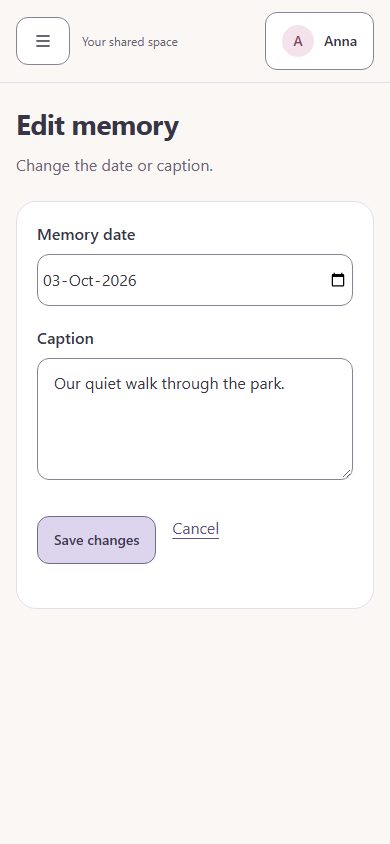 Your shared space
A
Anna
Edit memory
Change the date or caption.
Memory date
03-Oct-2026
Caption
Our quiet walk through the park.
Save changes
Cancel